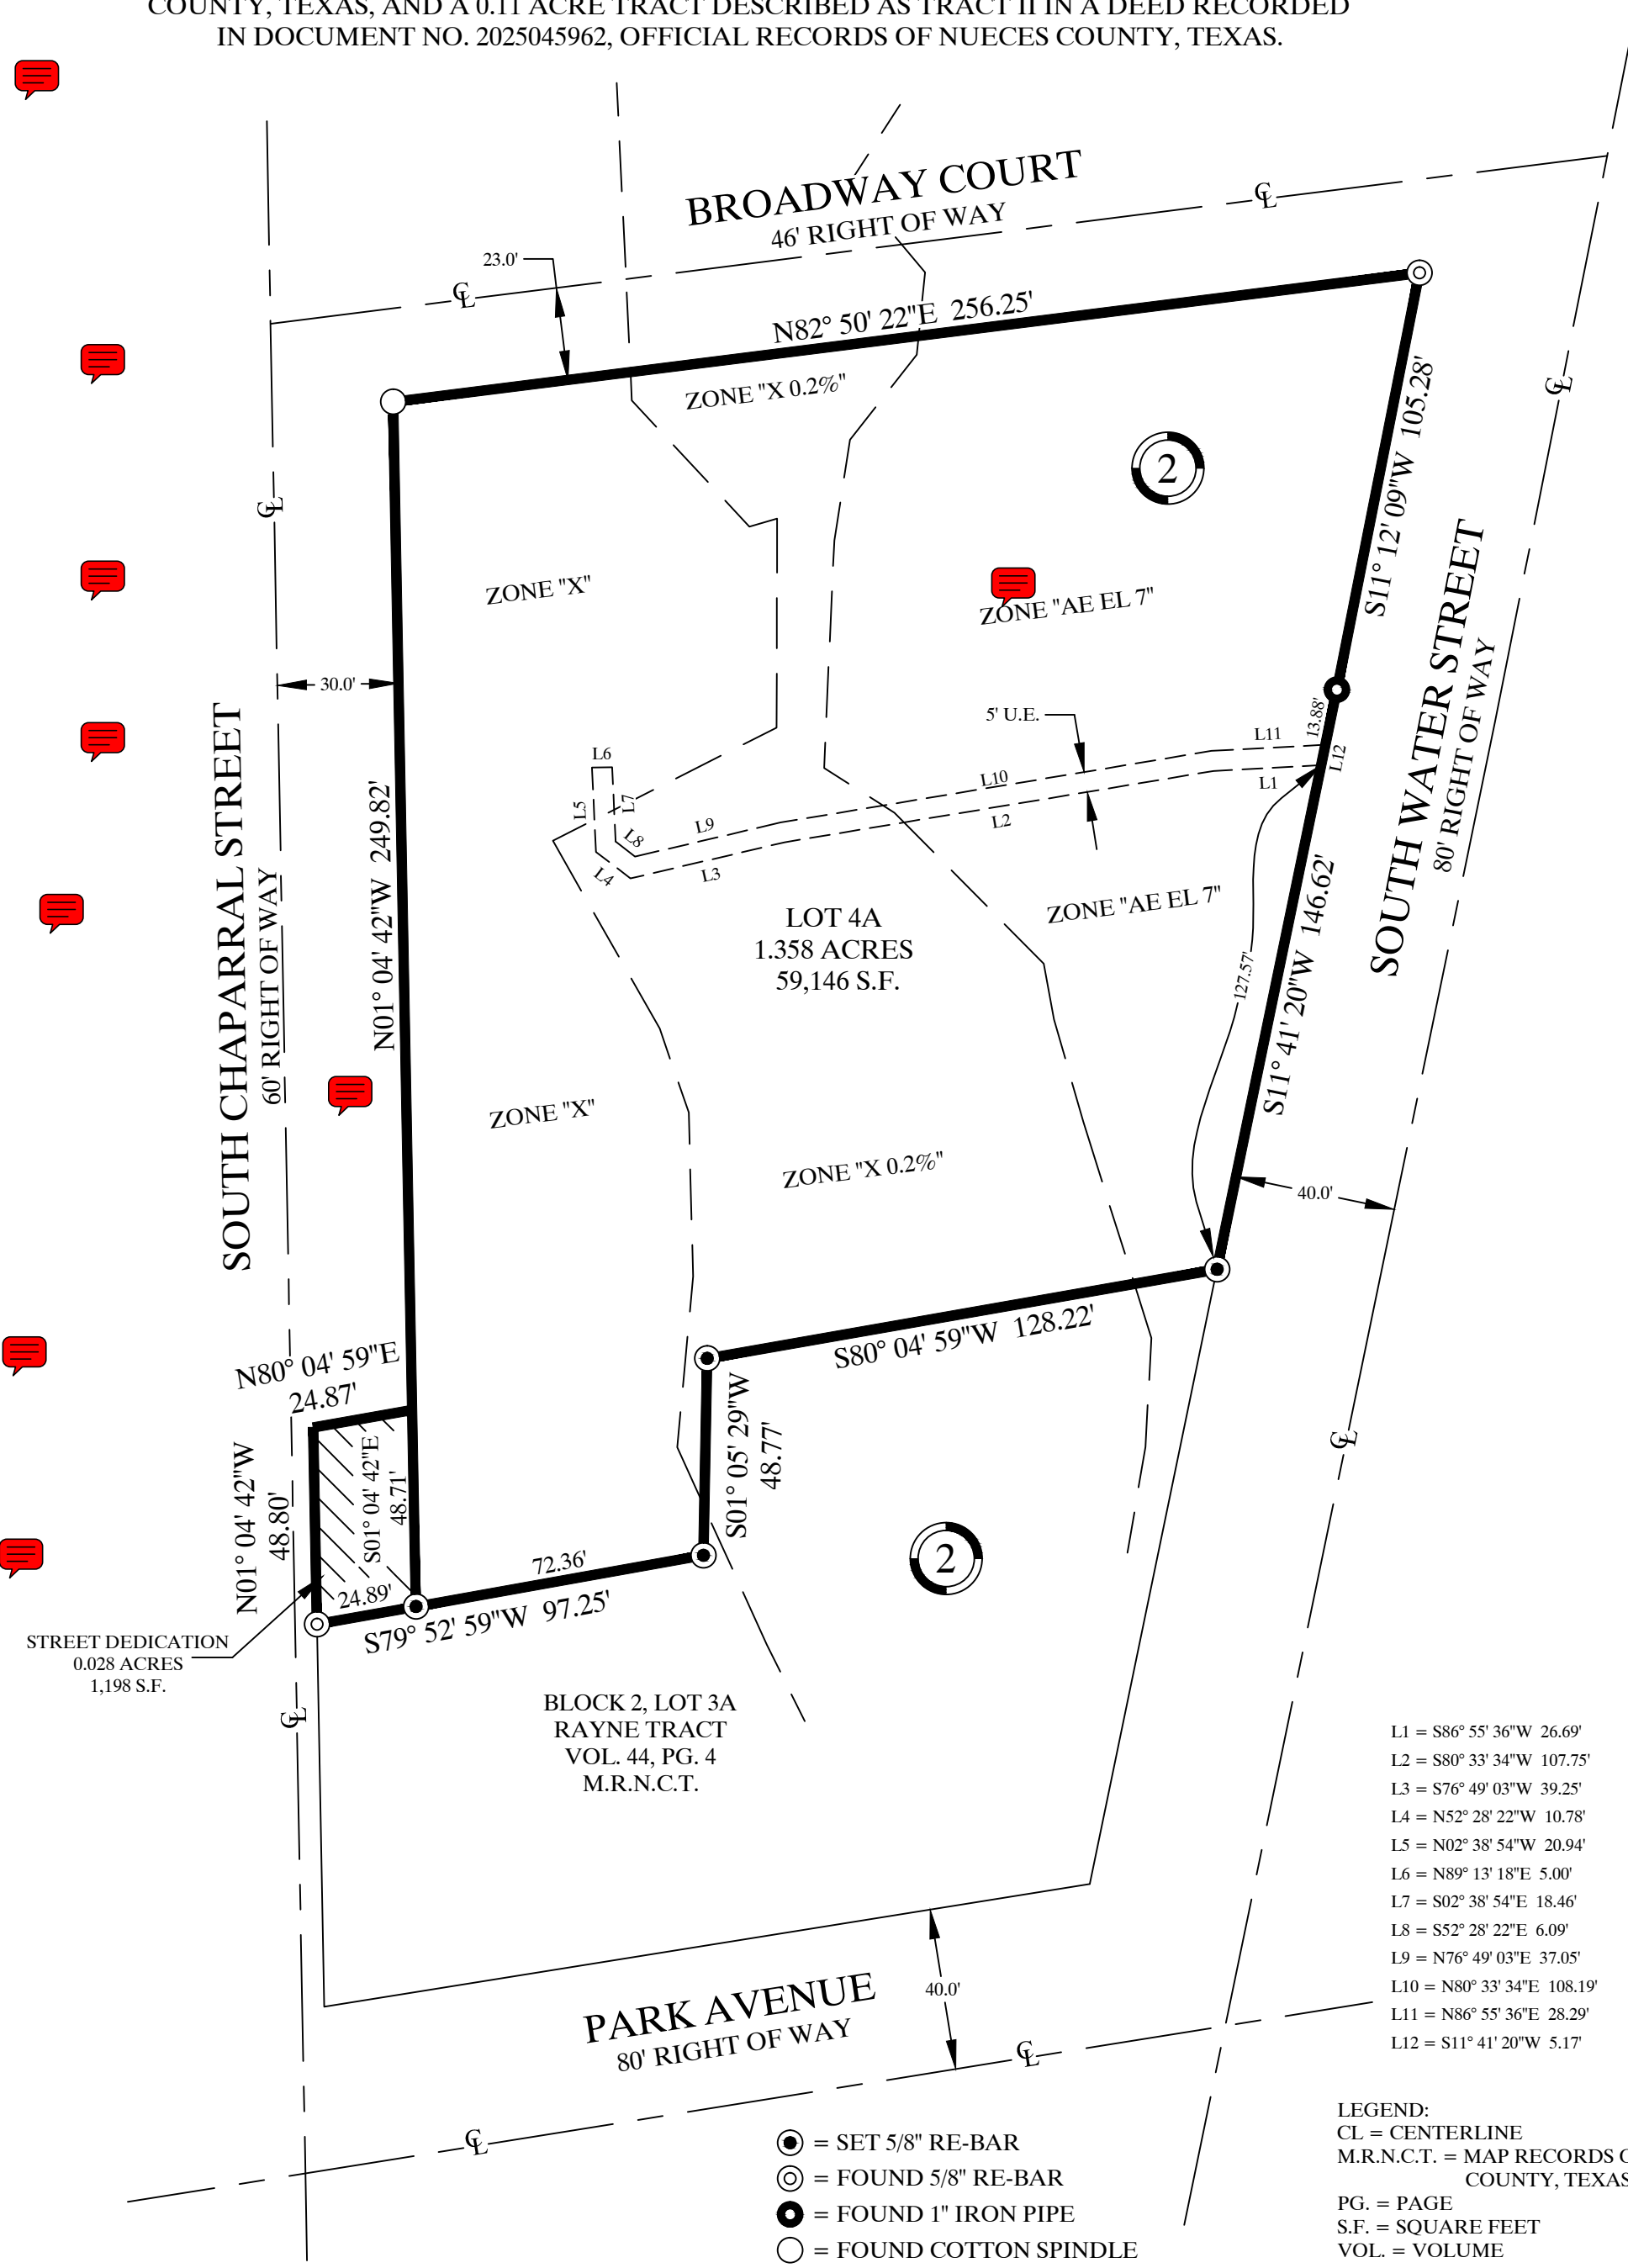 COUNTY, TEXAS, AND A 0.11 ACRE TRACT DESCRIBED AS TRACT II IN A DEED RECORDED
IN DOCUMENT NO. 2025045962, OFFICIAL RECORDS OF NUECES COUNTY, TEXAS.
BROADWAY COURT
46' RIGHT OF WAY
23.0'
N82° 50' 22"E 256.25'
ZONE "X 0.2%"
2
S11° 12' 09"W 105.28'
ZONE "X"
ZONE "AE EL 7"
30.0'
SOUTH CHAPARRAL STREET
60' RIGHT OF WAY
N01° 04' 42"W 249.82'
SOUTH WATER STREET
80' RIGHT OF WAY
5' U.E.
13.88'
L12
L11
L1
L10
L2
L9
L3
L6
L5
L7
L8
L4
LOT 4A
1.358 ACRES
59,146 S.F.
ZONE "AE EL 7"
127.57'
S11° 41' 20"W 146.62'
ZONE "X"
ZONE "X 0.2%"
40.0'
S80° 04' 59"W 128.22'
N80° 04' 59"E
24.87'
N01° 04' 42"W
48.80'
S01° 04' 42"E
48.71'
S01° 05' 29"W
48.77'
24.89'
72.36'
S79° 52' 59"W 97.25'
2
STREET DEDICATION
0.028 ACRES
1,198 S.F.
BLOCK 2, LOT 3A
RAYNE TRACT
VOL. 44, PG. 4
M.R.N.C.T.
PARK AVENUE
80' RIGHT OF WAY
40.0'
L1 = S86° 55' 36"W 26.69'
L2 = S80° 33' 34"W 107.75'
L3 = S76° 49' 03"W 39.25'
L4 = N52° 28' 22"W 10.78'
L5 = N02° 38' 54"W 20.94'
L6 = N89° 13' 18"E 5.00'
L7 = S02° 38' 54"E 18.46'
L8 = S52° 28' 22"E 6.09'
L9 = N76° 49' 03"E 37.05'
L10 = N80° 33' 34"E 108.19'
L11 = N86° 55' 36"E 28.29'
L12 = S11° 41' 20"W 5.17'
= SET 5/8" RE-BAR
= FOUND 5/8" RE-BAR
= FOUND 1" IRON PIPE
= FOUND COTTON SPINDLE
LEGEND:
CL = CENTERLINE
M.R.N.C.T. = MAP RECORDS
COUNTY, TEXAS
PG. = PAGE
S.F. = SQUARE FEET
VOL. = VOLUME